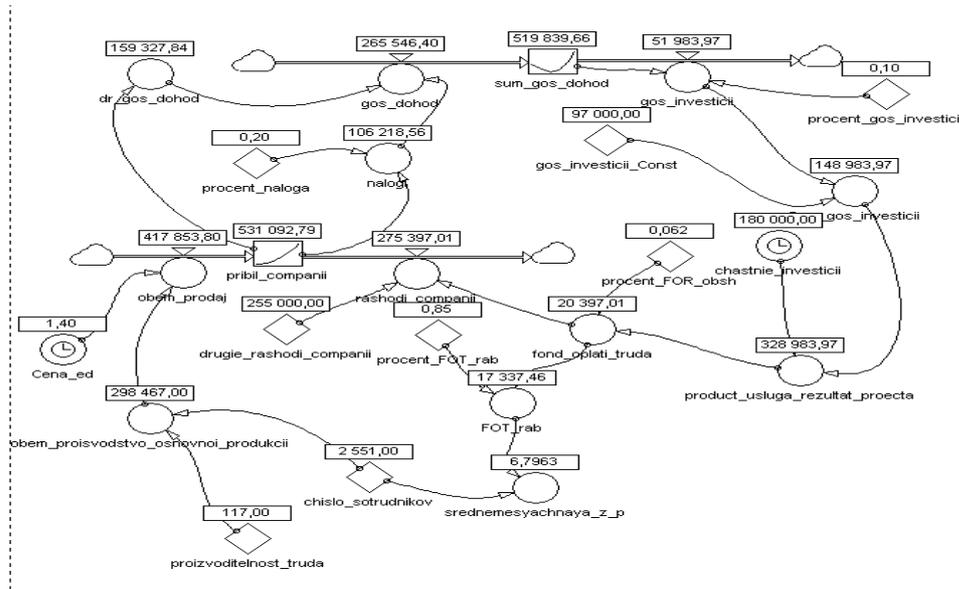 159 327,84
dr_gos_dohod
265 546,40
gos_dohod
519 839,66
sum_gos_dohod
51 983,97
gos_investicii
0,10
procent_gos_investici
0,20
procent_naloga
106 218,56
nalogi
97 000,00
gos_investicii_Const
148 983,97
gos_investicii
417 853,80
obem_prodaj
531 092,79
pribil_companii
275 397,01
rashodi_companii
0,062
procent_FOR_obsh
180 000,00
chastnie_investicii
1,40
Cena_ed
255 000,00
drugie_rashodi_companii
0,85
procent_FOT_rab
20 397,01
fond_oplati_truda
328 983,97
product_usluga_rezultat_proecta
298 467,00
obem_proisvodstvo_osnovnoi_produkcii
17 337,46
FOT_rab
2 551,00
chislo_sotrudnikov
6,7963
srednemesyachnaya_z_p
117,00
proizvoditelnost_truda